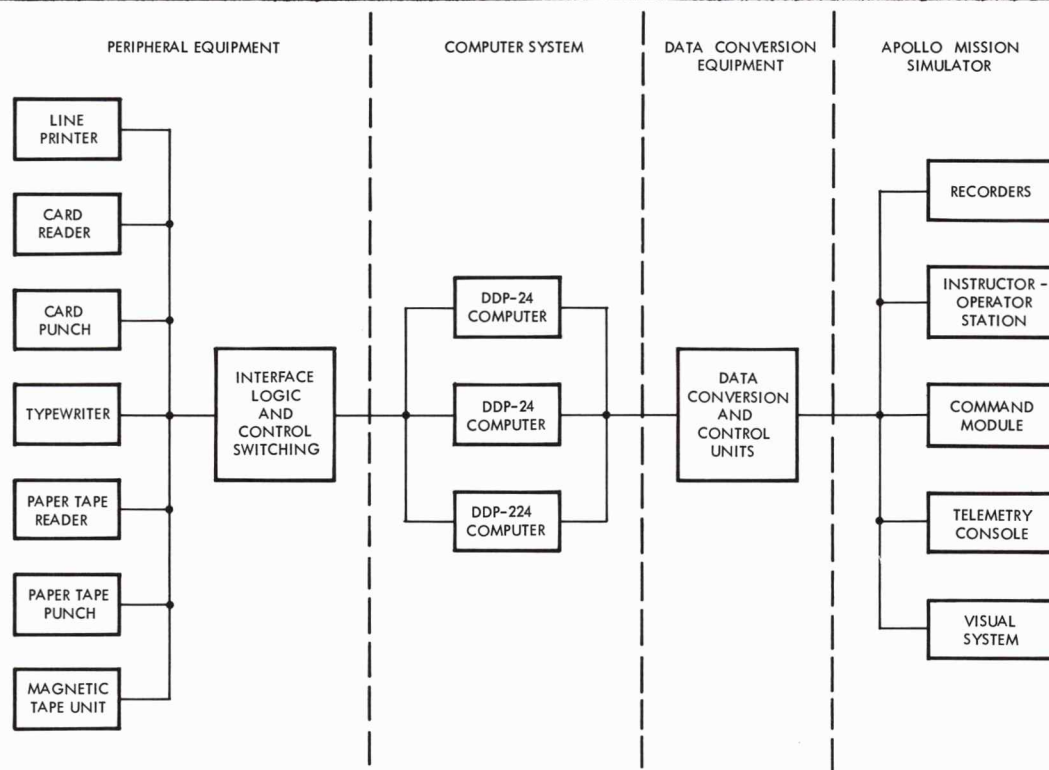 PERIPHERAL EQUIPMENT
COMPUTER SYSTEM
DATA CONVERSION
EQUIPMENT
APOLLO MISSION
SIMULATOR
LINE
PRINTER
CARD
READER
CARD
PUNCH
TYPEWRITER
PAPER TAPE
READER
PAPER TAPE
PUNCH
MAGNETIC
TAPE UNIT
INTERFACE
LOGIC
AND
CONTROL
SWITCHING
DDP-24
COMPUTER
DDP-24
COMPUTER
DDP-224
COMPUTER
DATA
CONVERSION
AND
CONTROL
UNITS
RECORDERS
INSTRUCTOR -
OPERATOR
STATION
COMMAND
MODULE
TELEMETRY
CONSOLE
VISUAL
SYSTEM